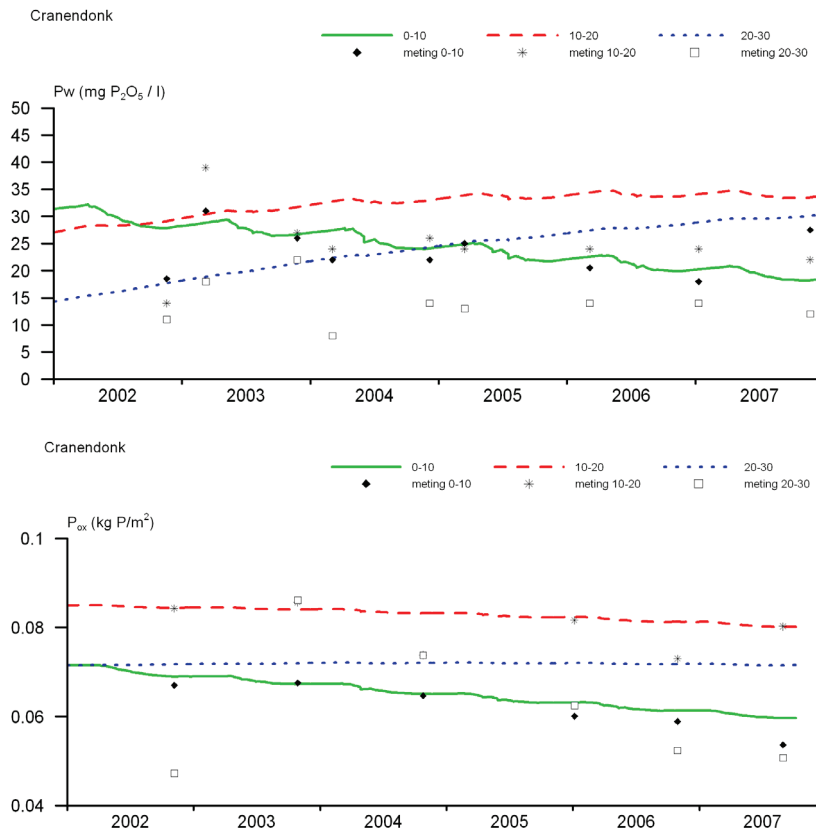 Cranendonk
0-10 10-20 20-30
meting 0-10 meting 10-20 meting 20-30
Pw (mg P₂O₅ / l)
50
45
40
35
30
25
20
15
10
5
0
2002 2003 2004 2005 2006 2007
Cranendonk
0-10 10-20 20-30
meting 0-10 meting 10-20 meting 20-30
Pₒₓ (kg P/m²)
0.1
0.08
0.06
0.04
2002 2003 2004 2005 2006 2007